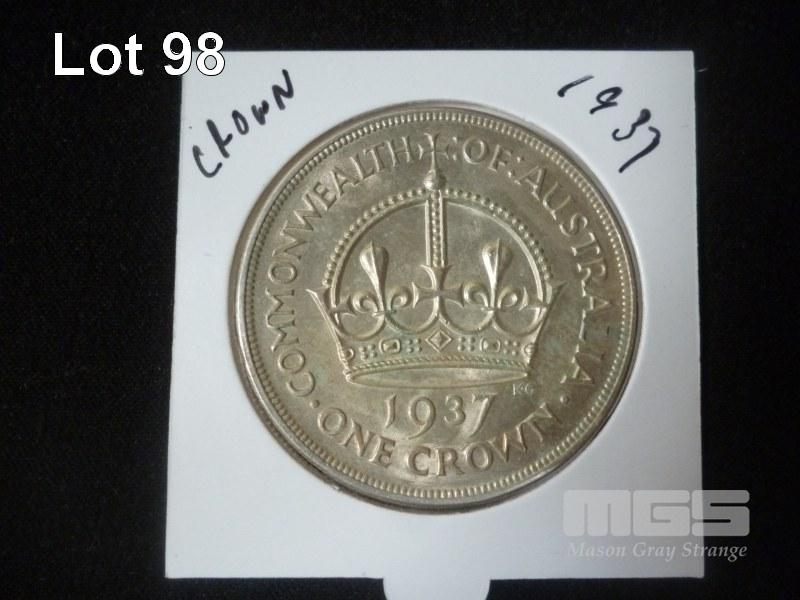 Lot 98
CROWN
1937
COMMONWEALTH OF AUSTRALIA
1937
KG
· ONE CROWN ·
MGS
Mason Gray Strange